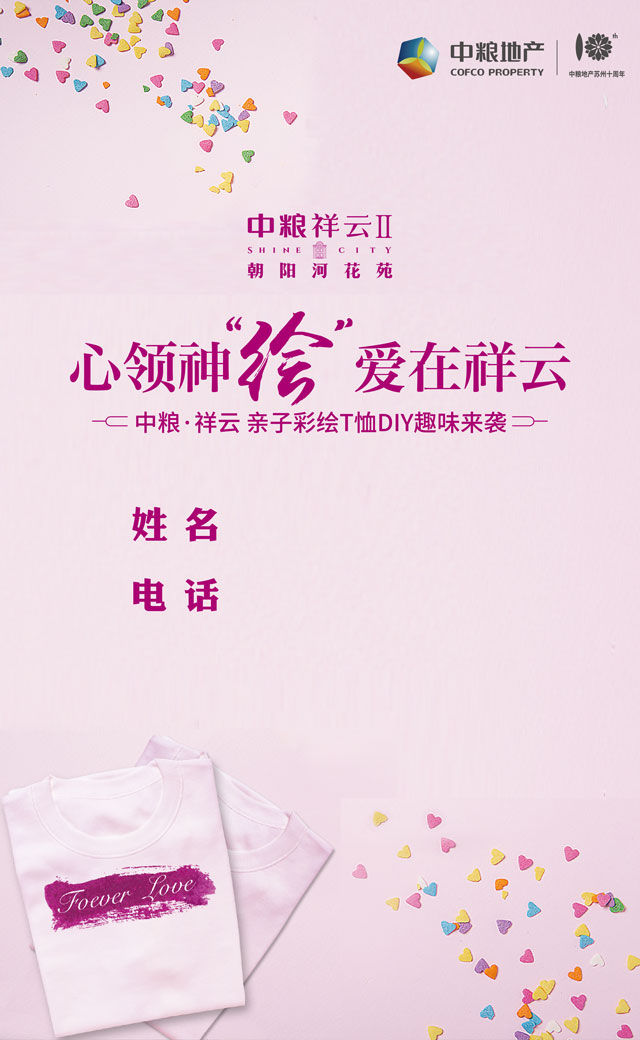 中粮地产
COFCO PROPERTY
10th
中粮地产苏州十周年
中粮祥云II
SHINE CITY
朝阳河花苑
心领神“绘”爱在祥云
中粮·祥云 亲子彩绘T恤DIY趣味来袭
姓 名
电 话
Foever Love